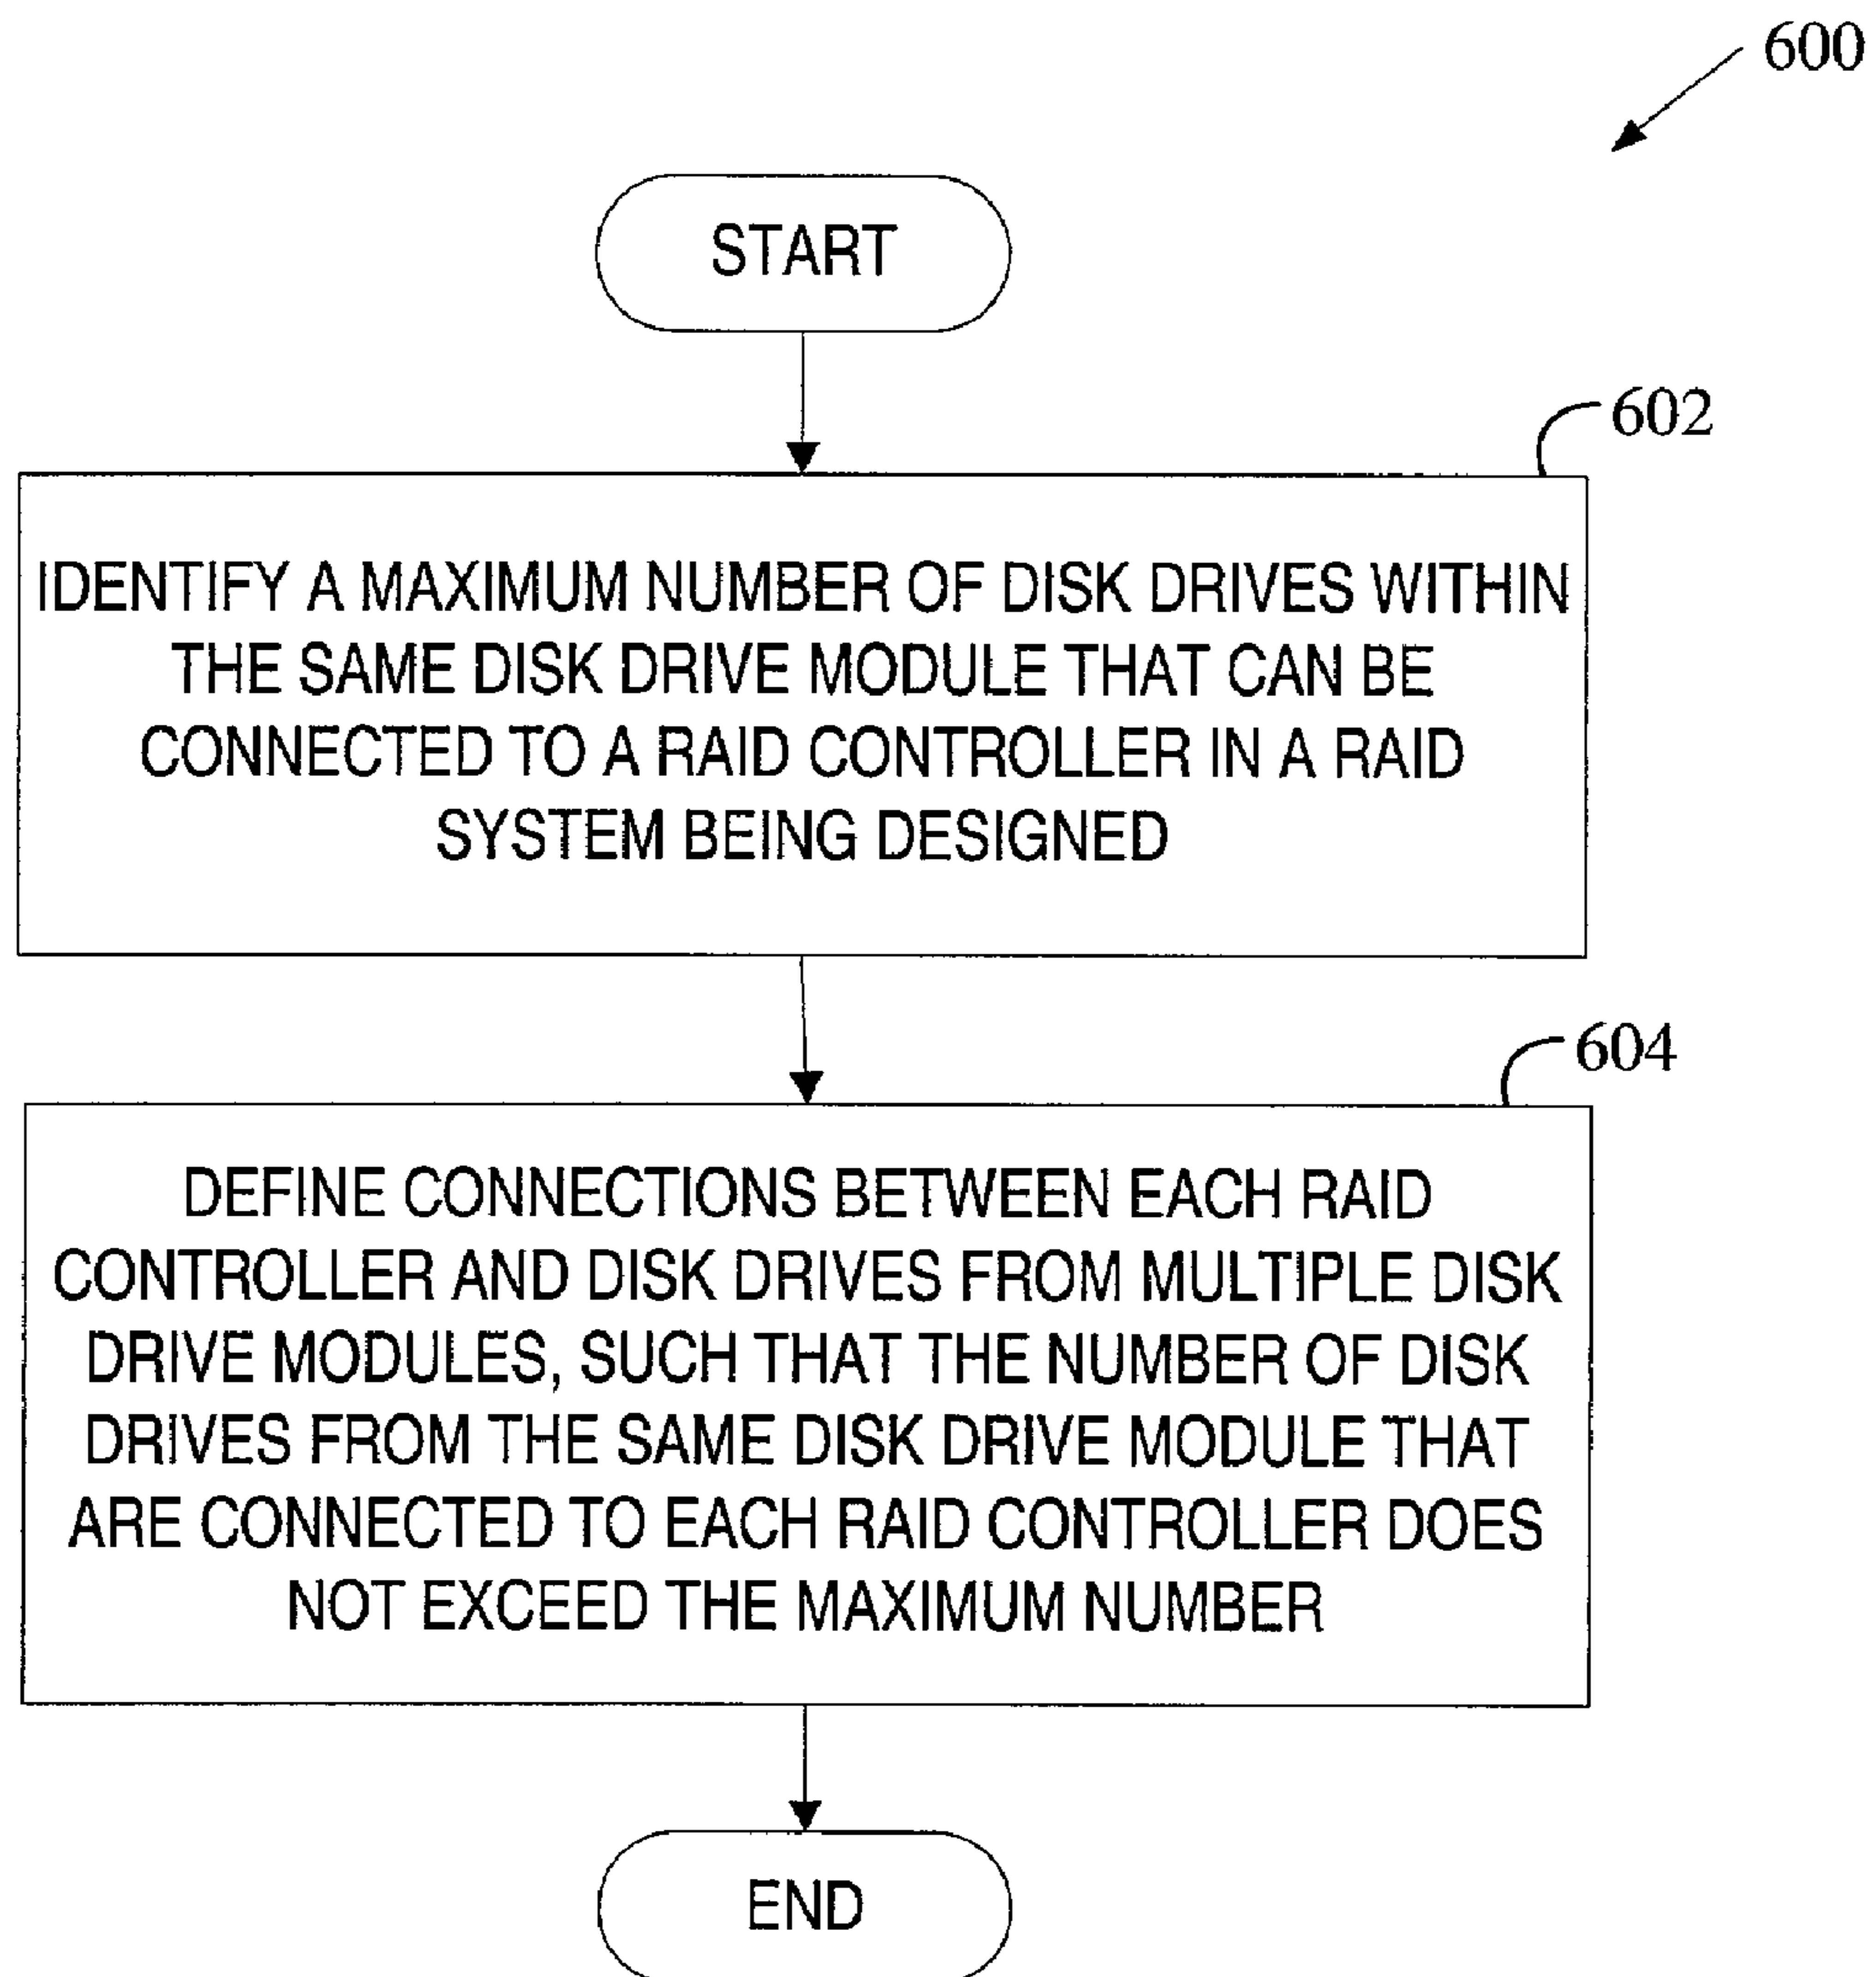 600
START
602
IDENTIFY A MAXIMUM NUMBER OF DISK DRIVES WITHIN
THE SAME DISK DRIVE MODULE THAT CAN BE
CONNECTED TO A RAID CONTROLLER IN A RAID
SYSTEM BEING DESIGNED
604
DEFINE CONNECTIONS BETWEEN EACH RAID
CONTROLLER AND DISK DRIVES FROM MULTIPLE DISK
DRIVE MODULES, SUCH THAT THE NUMBER OF DISK
DRIVES FROM THE SAME DISK DRIVE MODULE THAT
ARE CONNECTED TO EACH RAID CONTROLLER DOES
NOT EXCEED THE MAXIMUM NUMBER
END